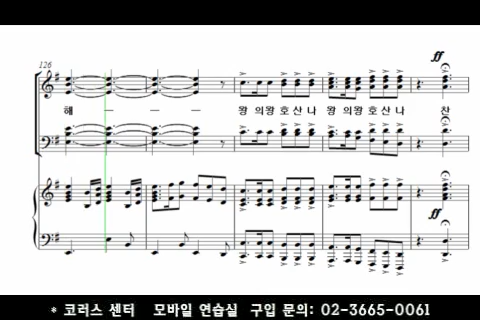 126
ff
해 - - - 왕 의왕 호 산 나 왕 의왕 호 산 나 찬
ff
* 코러스 센터 모바일 연습실 구입 문의: 02-3665-0061